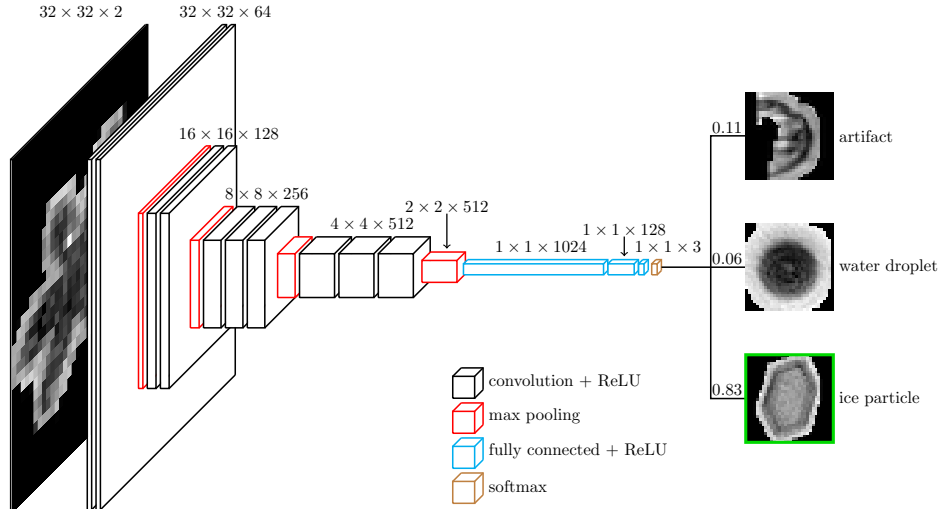 32 × 32 × 2
32 × 32 × 64
16 × 16 × 128
8 × 8 × 256
4 × 4 × 512
2 × 2 × 512
1 × 1 × 1024
1 × 1 × 128
1 × 1 × 3
0.11
artifact
0.06
water droplet
0.83
ice particle
convolution + ReLU
max pooling
fully connected + ReLU
softmax